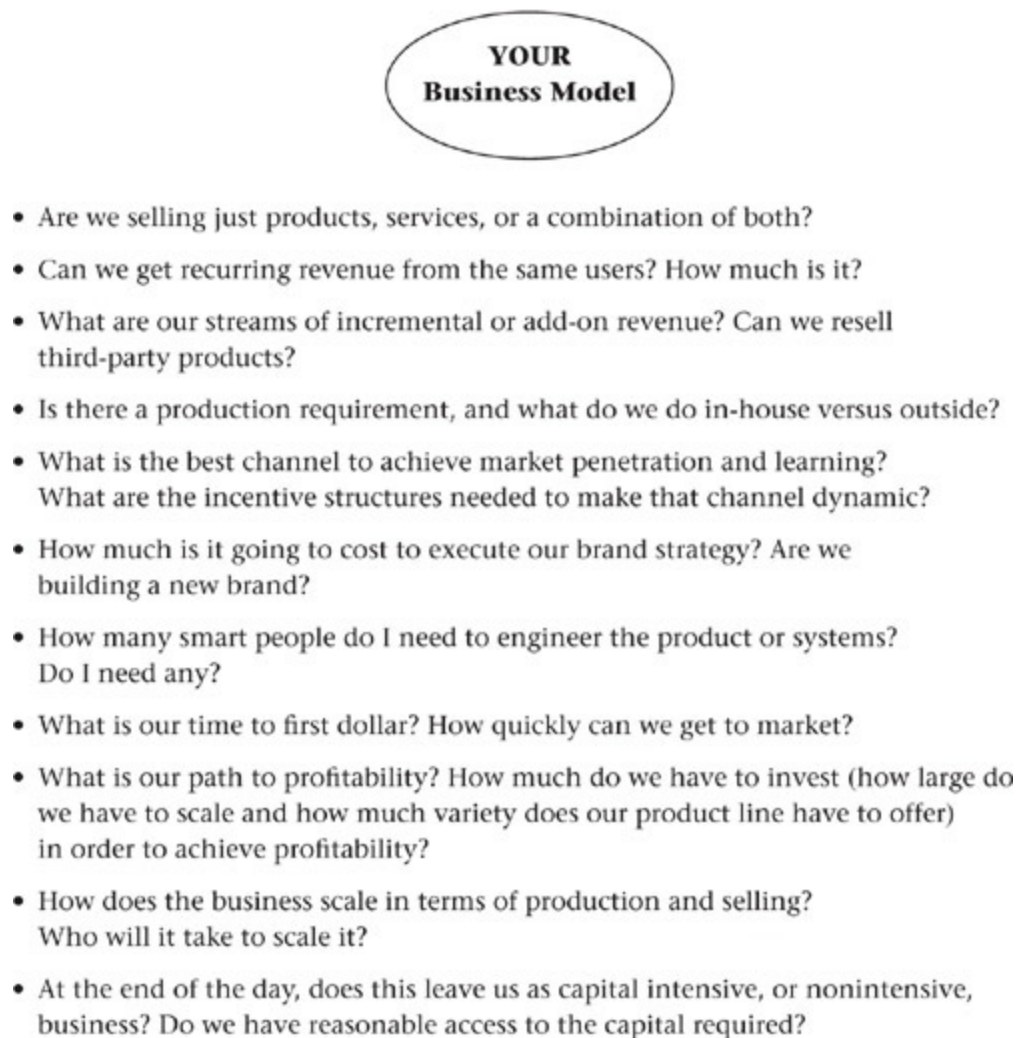 YOUR
Business Model
• Are we selling just products, services, or a combination of both?
• Can we get recurring revenue from the same users? How much is it?
• What are our streams of incremental or add-on revenue? Can we resell
third-party products?
• Is there a production requirement, and what do we do in-house versus outside?
• What is the best channel to achieve market penetration and learning?
What are the incentive structures needed to make that channel dynamic?
• How much is it going to cost to execute our brand strategy? Are we
building a new brand?
• How many smart people do I need to engineer the product or systems?
Do I need any?
• What is our time to first dollar? How quickly can we get to market?
• What is our path to profitability? How much do we have to invest (how large do
we have to scale and how much variety does our product line have to offer)
in order to achieve profitability?
• How does the business scale in terms of production and selling?
Who will it take to scale it?
• At the end of the day, does this leave us as capital intensive, or nonintensive,
business? Do we have reasonable access to the capital required?